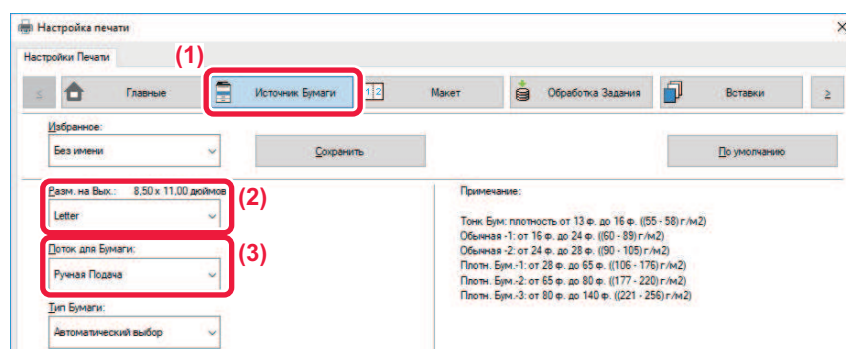 Настройка печати
Настройки Печати
(1)
≤ Главные Источник Бумаги 1 2 Макет Обработка Задания Вставки ≥
Избранное:
Без имени Сохранить По умолчанию
Разм. на Вых.: 8,50 x 11,00 дюймов
(2)
Letter
Поток для Бумаги:
(3)
Ручная Подача
Тип Бумаги:
Автоматический выбор
Примечание:
Тонк. Бум: плотность от 13 ф. до 16 ф. ((55 - 58) г/м2)
Обычная -1: от 16 ф. до 24 ф. ((60 - 89) г/м2)
Обычная -2: от 24 ф. до 28 ф. ((90 - 105) г/м2)
Плотн. Бум.-1: от 28 ф. до 65 ф. ((106 - 176) г/м2)
Плотн. Бум.-2: от 65 ф. до 80 ф. ((177 - 220) г/м2)
Плотн. Бум.-3: от 80 ф. до 140 ф. ((221 - 256) г/м2)